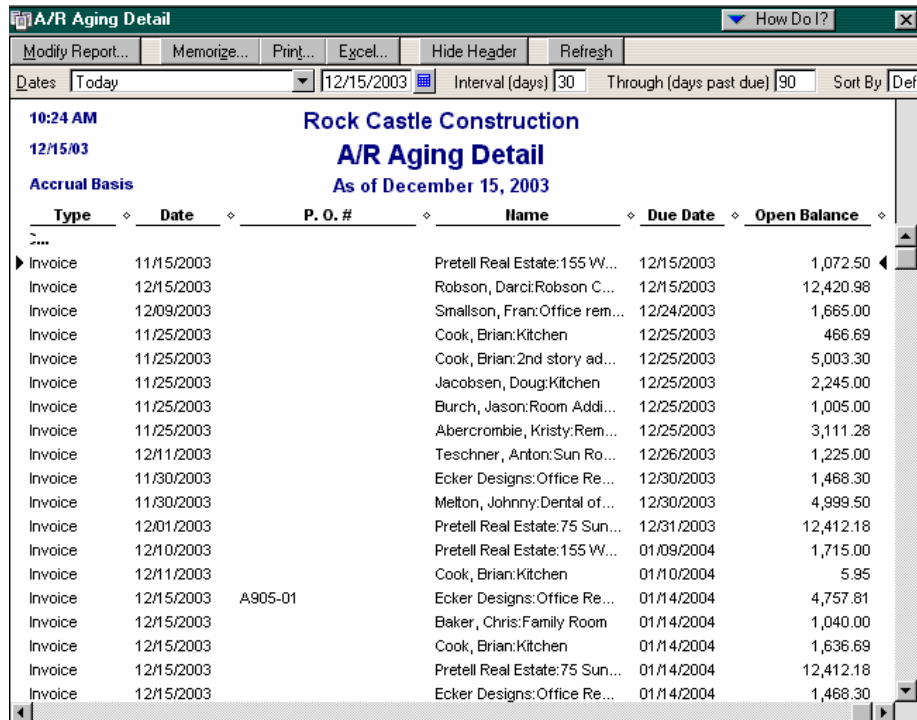 A/R Aging Detail How Do I?
Modify Report... Memorize... Print... Excel... Hide Header Refresh
Dates Today 12/15/2003 Interval (days) 30 Through (days past due) 90 Sort By Def
10:24 AM Rock Castle Construction
12/15/03 A/R Aging Detail
Accrual Basis As of December 15, 2003
Type Date P. O. # Name Due Date Open Balance
Invoice 11/15/2003 Pretell Real Estate:155 W... 12/15/2003 1,072.50
Invoice 12/15/2003 Robson, Darci:Robson C... 12/15/2003 12,420.98
Invoice 12/09/2003 Smallson, Fran:Office rem... 12/24/2003 1,665.00
Invoice 11/25/2003 Cook, Brian:Kitchen 12/25/2003 466.69
Invoice 11/25/2003 Cook, Brian:2nd story ad... 12/25/2003 5,003.30
Invoice 11/25/2003 Jacobsen, Doug:Kitchen 12/25/2003 2,245.00
Invoice 11/25/2003 Burch, Jason:Room Addi... 12/25/2003 1,005.00
Invoice 11/25/2003 Abercrombie, Kristy:Rem... 12/25/2003 3,111.28
Invoice 12/11/2003 Teschner, Anton:Sun Ro... 12/26/2003 1,225.00
Invoice 11/30/2003 Ecker Designs:Office Re... 12/30/2003 1,468.30
Invoice 11/30/2003 Melton, Johnny:Dental of... 12/30/2003 4,999.50
Invoice 12/01/2003 Pretell Real Estate:75 Sun... 12/31/2003 12,412.18
Invoice 12/10/2003 Pretell Real Estate:155 W... 01/09/2004 1,715.00
Invoice 12/11/2003 Cook, Brian:Kitchen 01/10/2004 5.95
Invoice 12/15/2003 A905-01 Ecker Designs:Office Re... 01/14/2004 4,757.81
Invoice 12/15/2003 Baker, Chris:Family Room 01/14/2004 1,040.00
Invoice 12/15/2003 Cook, Brian:Kitchen 01/14/2004 1,636.69
Invoice 12/15/2003 Pretell Real Estate:75 Sun... 01/14/2004 12,412.18
Invoice 12/15/2003 Ecker Designs:Office Re... 01/14/2004 1,468.30